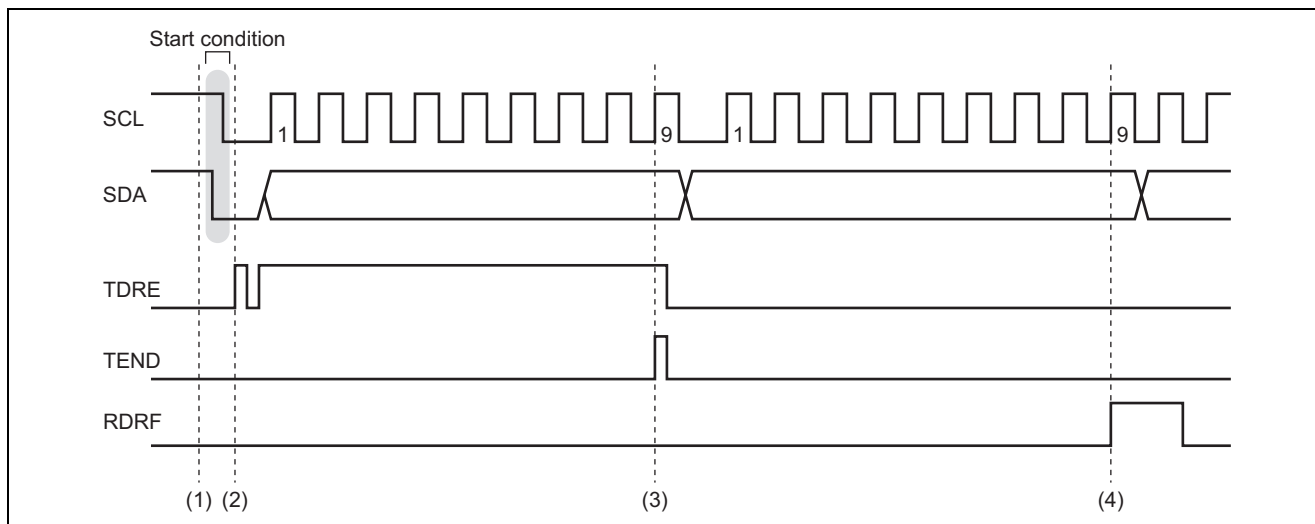 Start condition
SCL
1 9 1 9
SDA
TDRE
TEND
RDRF
(1) (2) (3) (4)